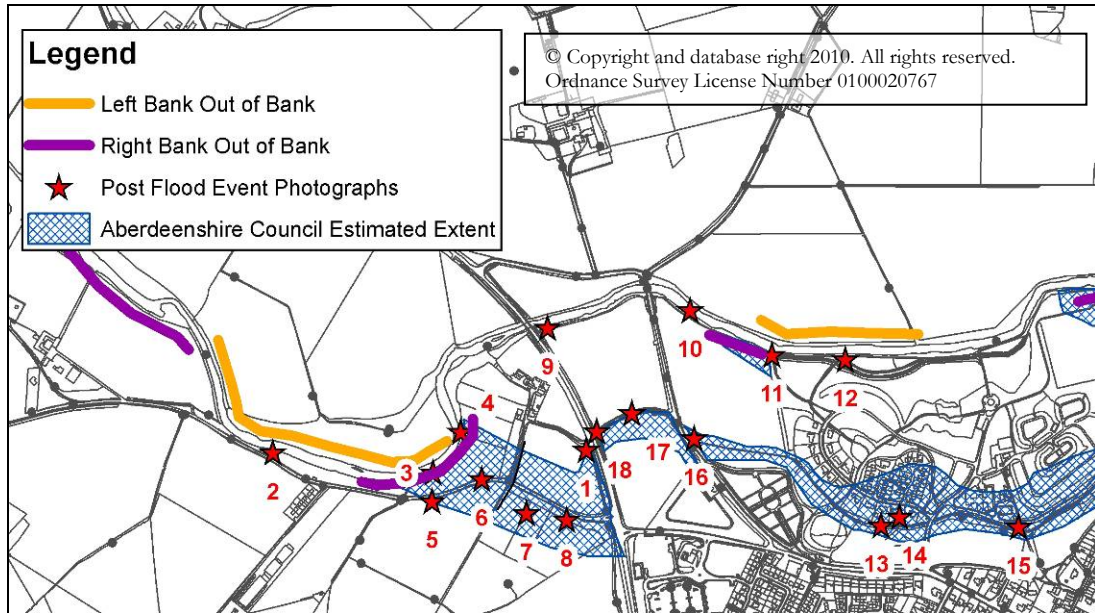 Legend
Left Bank Out of Bank
Right Bank Out of Bank
Post Flood Event Photographs
Aberdeenshire Council Estimated Extent
© Copyright and database right 2010. All rights reserved.
Ordnance Survey License Number 0100020767
9
10
11
12
4
3
2
5
6
7
8
1
18
17
16
13
14
15